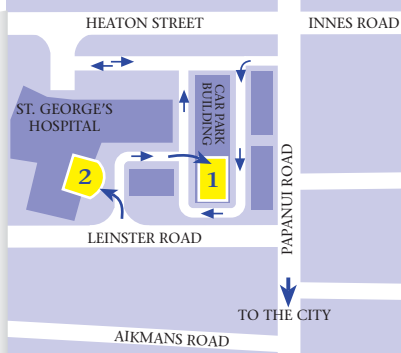 HEATON STREET
INNES ROAD
ST. GEORGE'S
HOSPITAL
CAR PARK
BUILDING
2
1
PAPANUI ROAD
LEINSTER ROAD
TO THE CITY
AIKMANS ROAD